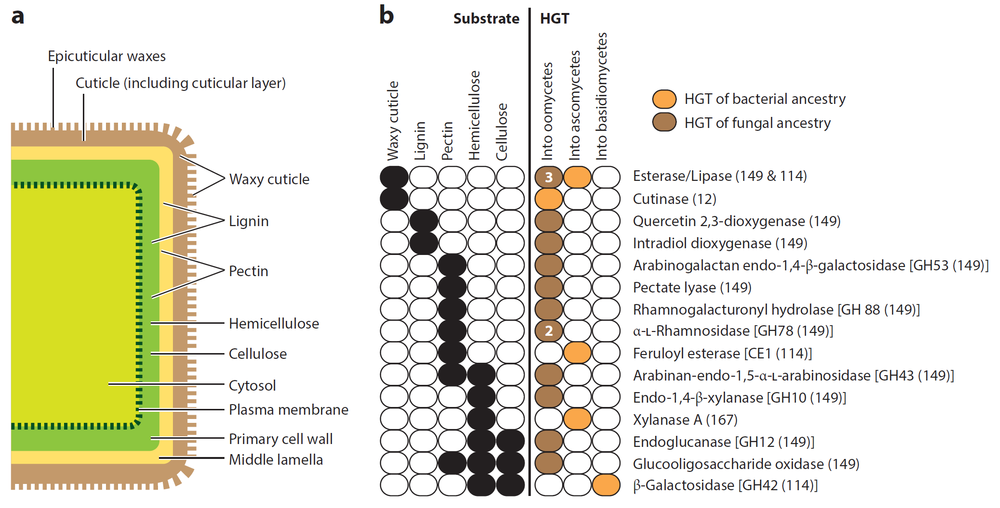 a
Epicuticular waxes
Cuticle (including cuticular layer)
Waxy cuticle
Lignin
Pectin
Hemicellulose
Cellulose
Cytosol
Plasma membrane
Primary cell wall
Middle lamella
b
Substrate
HGT
Waxy cuticle
Lignin
Pectin
Hemicellulose
Cellulose
Into oomycetes
Into ascomycetes
Into basidiomycetes
HGT of bacterial ancestry
HGT of fungal ancestry
3 Esterase/Lipase (149 & 114)
Cutinase (12)
Quercetin 2,3-dioxygenase (149)
Intradiol dioxygenase (149)
Arabinogalactan endo-1,4-β-galactosidase [GH53 (149)]
Pectate lyase (149)
Rhamnogalacturonyl hydrolase [GH 88 (149)]
2 α-ʟ-Rhamnosidase [GH78 (149)]
Feruloyl esterase [CE1 (114)]
Arabinan-endo-1,5-α-ʟ-arabinosidase [GH43 (149)]
Endo-1,4-β-xylanase [GH10 (149)]
Xylanase A (167)
Endoglucanase [GH12 (149)]
Glucooligosaccharide oxidase (149)
β-Galactosidase [GH42 (114)]